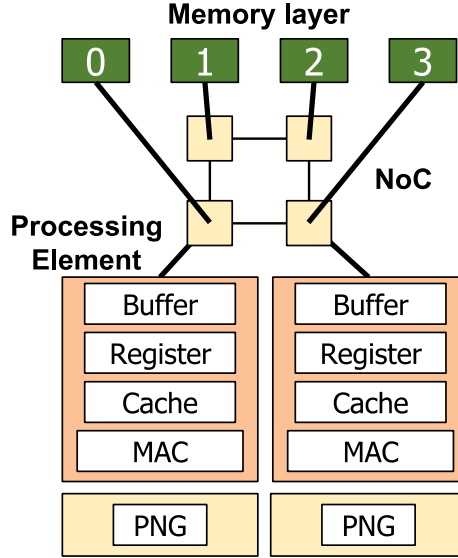 Memory layer
0 1 2 3
NoC
Processing
Element
Buffer Buffer
Register Register
Cache Cache
MAC MAC
PNG PNG